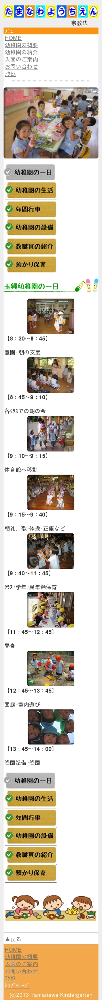 たまなわようちえん
宗教法
ﾒﾆｭｰ
HOME
幼稚園の概要
幼稚園の紹介
入園のご案内
お問い合わせ
ｱｸｾｽ
幼稚園の一日
幼稚園の生活
年間行事
幼稚園の設備
教職員の紹介
預かり保育
玉縄幼稚園の一日
【8：30～8：45】
登園･朝の支度
【8：45～9：10】
各ｸﾗｽでの朝の会
【9：10～9：15】
体育館へ移動
【9：15～9：40】
朝礼…歌･体操･正座など
【9：40～11：45】
ｸﾗｽ･学年･異年齢保育
【11：45～12：45】
昼食
【12：45～13：45】
園庭･室内遊び
【13：45～14：00】
降園準備･降園
幼稚園の一日
幼稚園の生活
年間行事
幼稚園の設備
教職員の紹介
預かり保育
▲戻る
HOME
幼稚園の概要
入園のご案内
お問い合わせ
ｱｸｾｽ
ﾄｯﾌﾟﾍﾟｰｼﾞ
(c)2013 Tamanawa Kindergarten